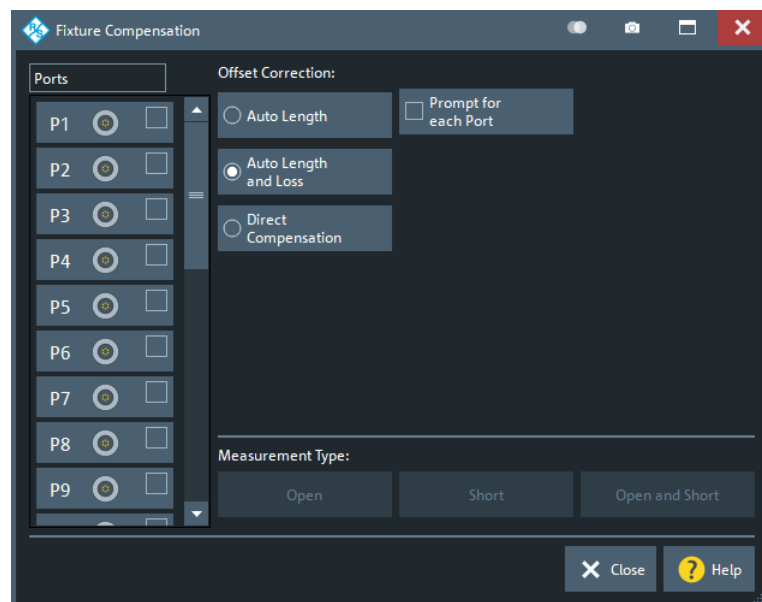 R&S Fixture Compensation
Ports
P1
P2
P3
P4
P5
P6
P7
P8
P9
Offset Correction:
Auto Length
Prompt for
each Port
Auto Length
and Loss
Direct
Compensation
Measurement Type:
Open
Short
Open and Short
Close
? Help